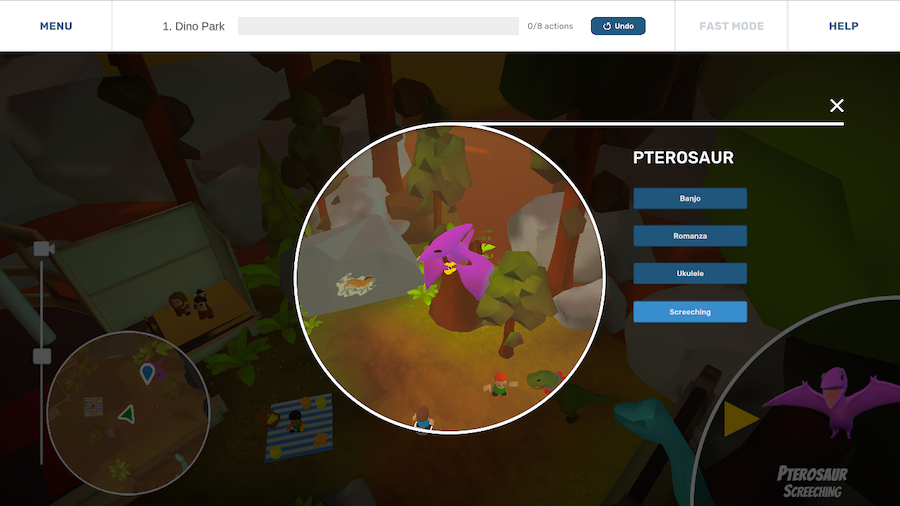 MENU
1. Dino Park
0/8 actions
Undo
FAST MODE
HELP
PTEROSAUR
Banjo
Romanza
Ukulele
Screeching
Pterosaur
Screeching